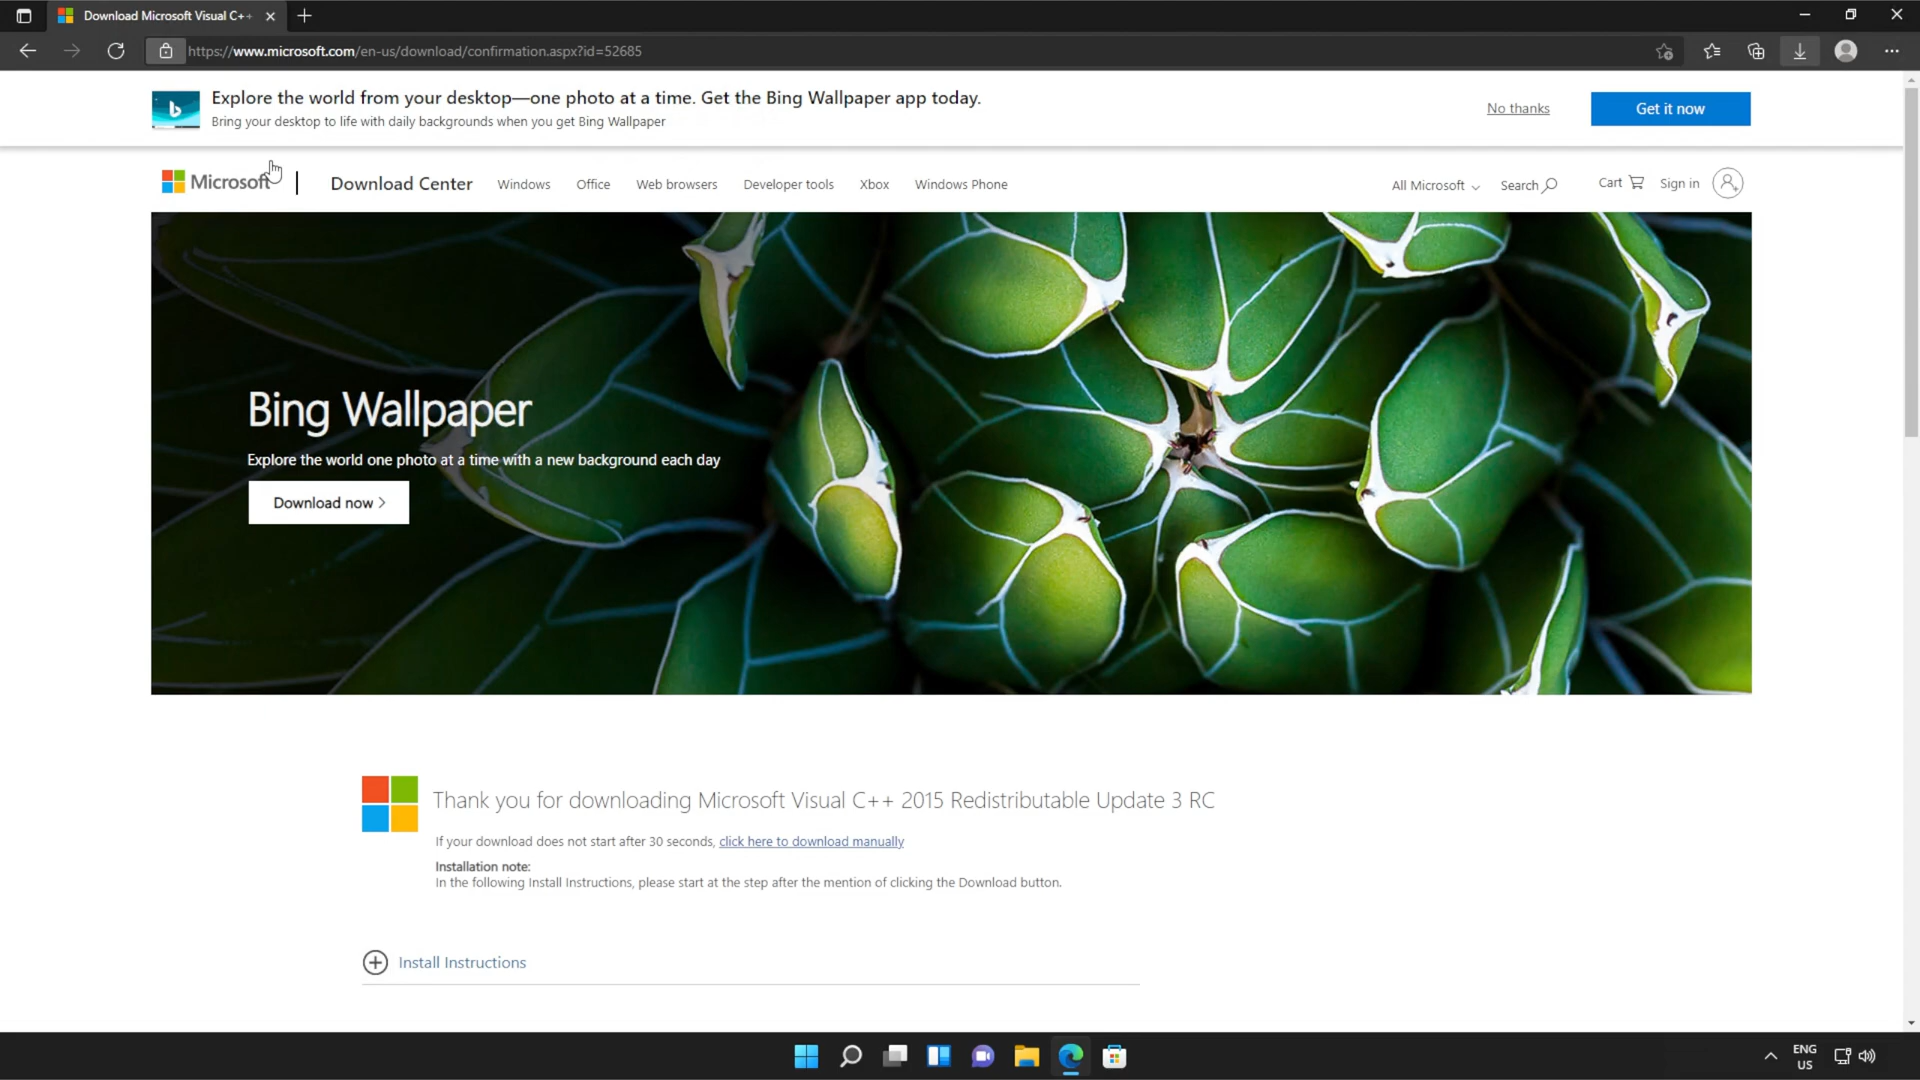 Download Microsoft Visual C++
https://www.microsoft.com/en-us/download/confirmation.aspx?id=52685
Explore the world from your desktop—one photo at a time. Get the Bing Wallpaper app today.
Bring your desktop to life with daily backgrounds when you get Bing Wallpaper
No thanks
Get it now
Microsoft
Download Center
Windows
Office
Web browsers
Developer tools
Xbox
Windows Phone
All Microsoft
Search
Cart
Sign in
Bing Wallpaper
Explore the world one photo at a time with a new background each day
Download now
Thank you for downloading Microsoft Visual C++ 2015 Redistributable Update 3 RC
If your download does not start after 30 seconds, click here to download manually
Installation note:
In the following Install Instructions, please start at the step after the mention of clicking the Download button.
Install Instructions
ENG
US